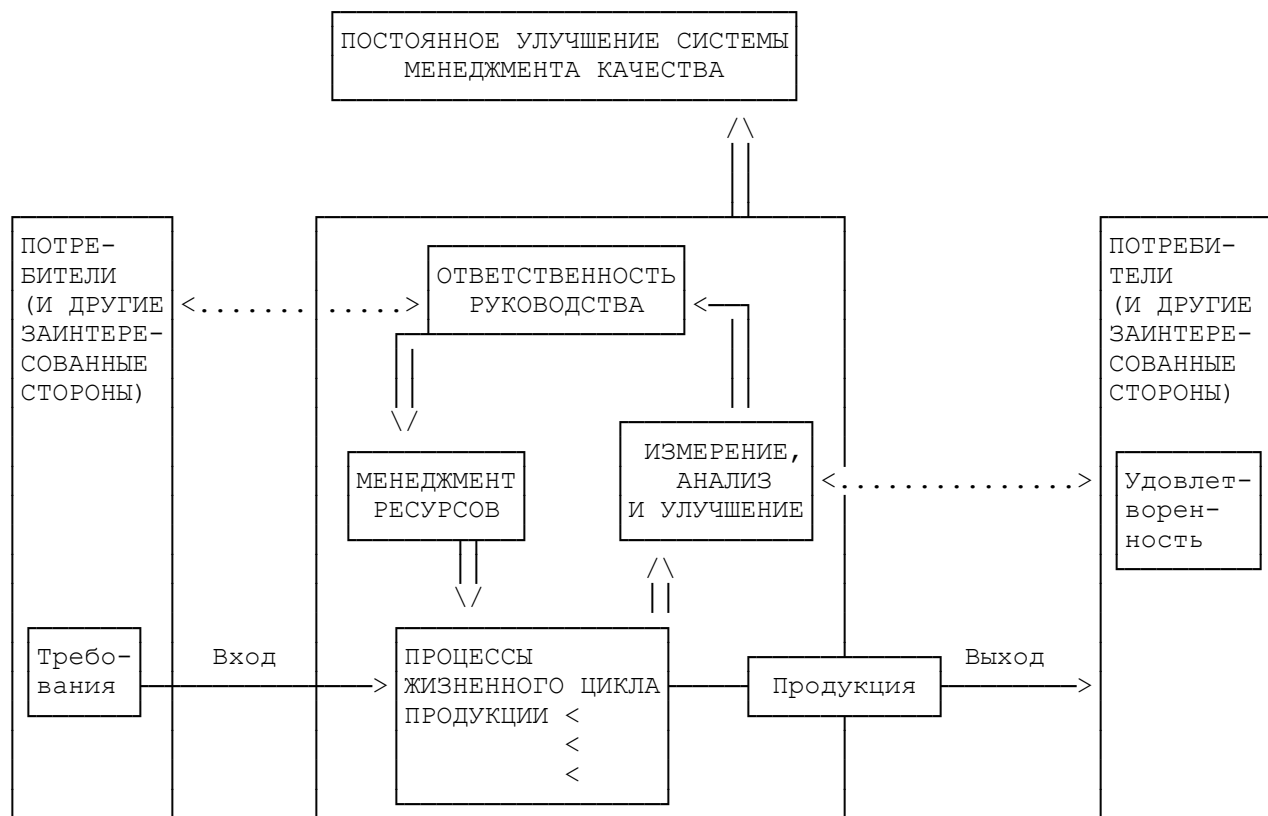 ПОСТОЯННОЕ УЛУЧШЕНИЕ СИСТЕМЫ
МЕНЕДЖМЕНТА КАЧЕСТВА
ПОТРЕ-
БИТЕЛИ
(И ДРУГИЕ
ЗАИНТЕРЕ-
СОВАННЫЕ
СТОРОНЫ)
ОТВЕТСТВЕННОСТЬ
РУКОВОДСТВА
ПОТРЕБИ-
ТЕЛИ
(И ДРУГИЕ
ЗАИНТЕРЕ-
СОВАННЫЕ
СТОРОНЫ)
МЕНЕДЖМЕНТ
РЕСУРСОВ
ИЗМЕРЕНИЕ,
АНАЛИЗ
И УЛУЧШЕНИЕ
Удовлет-
ворен-
ность
Требо-
вания
Вход
ПРОЦЕССЫ
ЖИЗНЕННОГО ЦИКЛА
ПРОДУКЦИИ <
<
<
Продукция
Выход